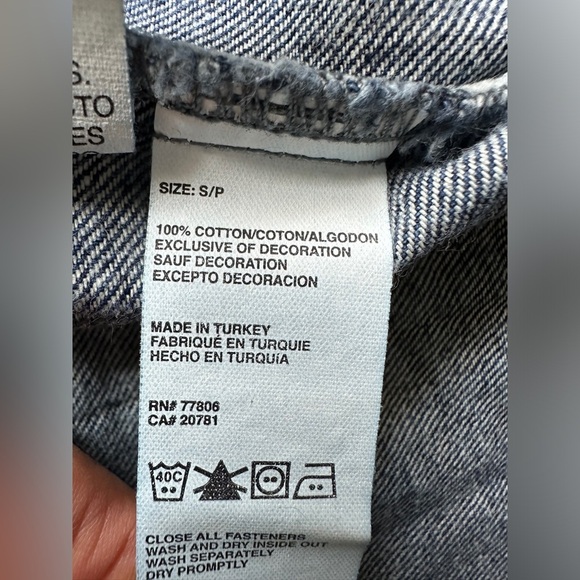 S.
TO
ES
SIZE: S/P
100% COTTON/COTON/ALGODON
EXCLUSIVE OF DECORATION
SAUF DECORATION
EXCEPTO DECORACION
MADE IN TURKEY
FABRIQUÉ EN TURQUIE
HECHO EN TURQUíA
RN# 77806
CA# 20781
40C
CLOSE ALL FASTENERS
WASH AND DRY INSIDE OUT
WASH SEPARATELY
DRY PROMPTLY